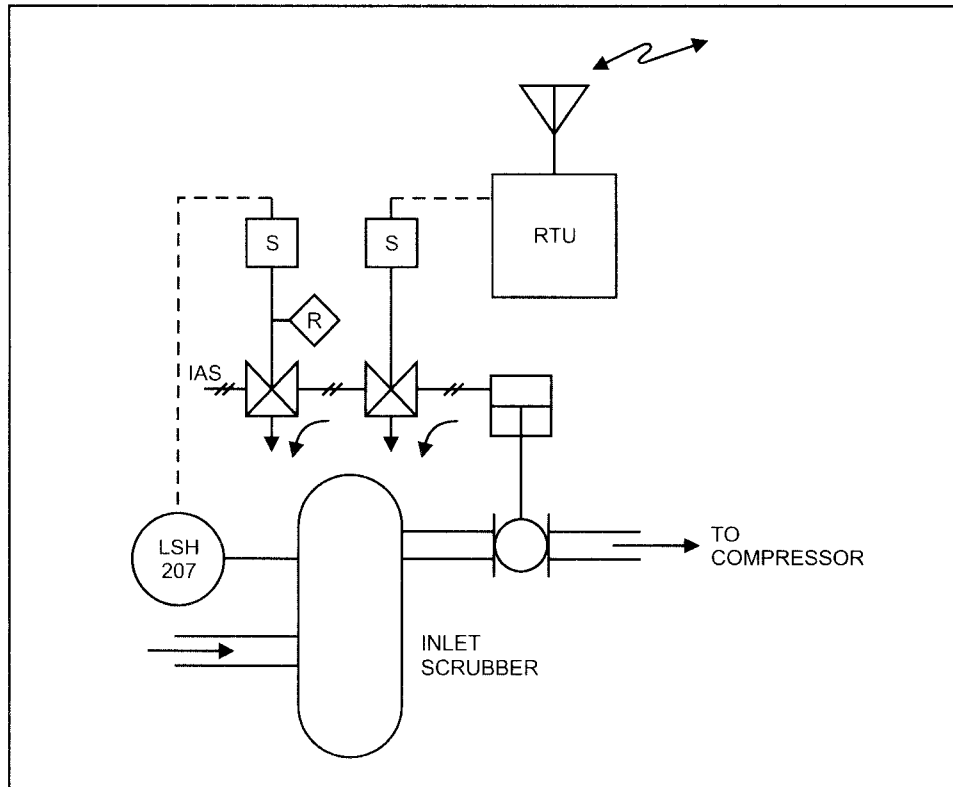 RTU
S
S
R
IAS
LSH
207
TO
COMPRESSOR
INLET
SCRUBBER